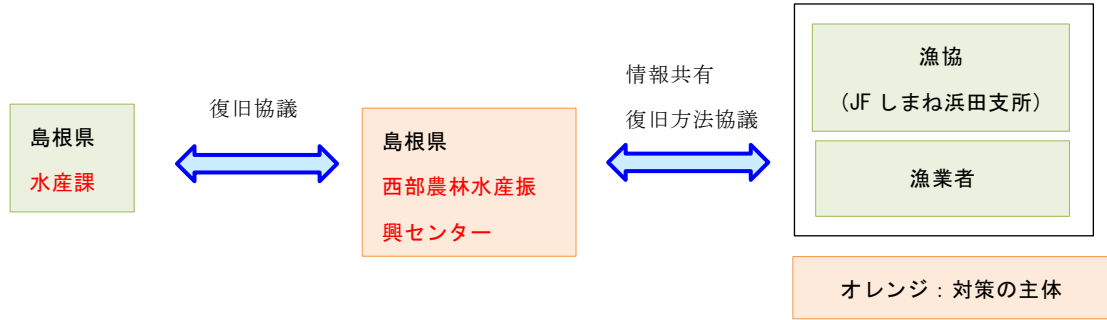 島根県
水産課
復旧協議
島根県
西部農林水産振
興センター
情報共有
復旧方法協議
漁協
（JF しまね浜田支所）
漁業者
オレンジ：対策の主体